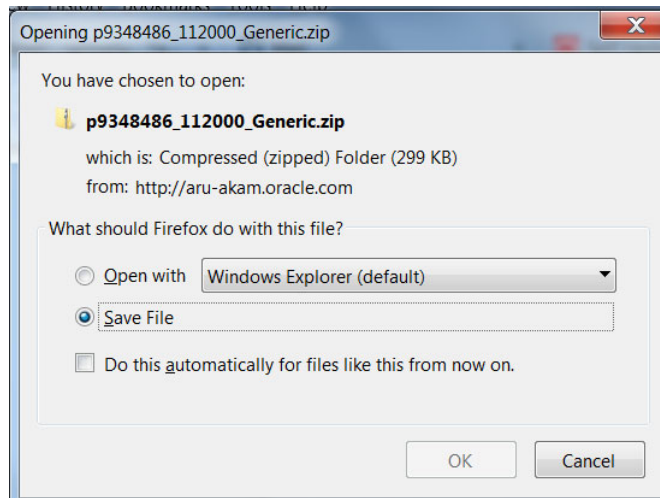 Opening p9348486_112000_Generic.zip
You have chosen to open:
p9348486_112000_Generic.zip
which is: Compressed (zipped) Folder (299 KB)
from: http://aru-akam.oracle.com
What should Firefox do with this file?
Open with Windows Explorer (default)
Save File
Do this automatically for files like this from now on.
OK Cancel